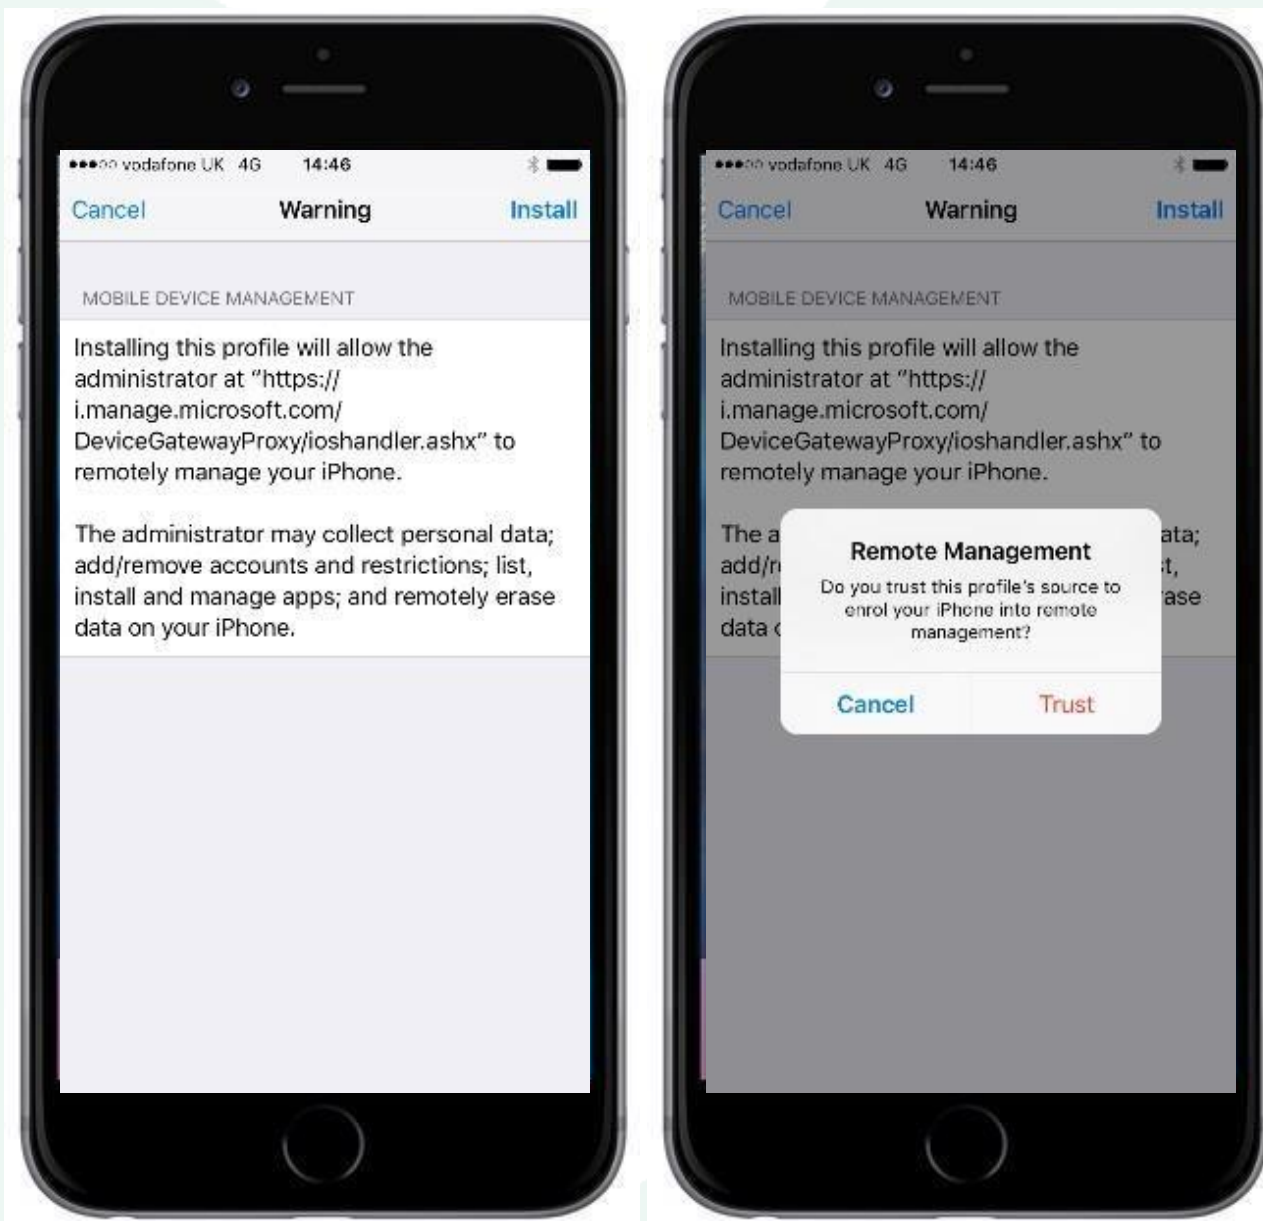 vodafone UK 4G 14:46
Cancel Warning Install
MOBILE DEVICE MANAGEMENT
Installing this profile will allow the
administrator at “https://
i.manage.microsoft.com/
DeviceGatewayProxy/ioshandler.ashx” to
remotely manage your iPhone.
The administrator may collect personal data;
add/remove accounts and restrictions; list,
install and manage apps; and remotely erase
data on your iPhone.
vodafone UK 4G 14:46
Cancel Warning Install
MOBILE DEVICE MANAGEMENT
Installing this profile will allow the
administrator at “https://
i.manage.microsoft.com/
DeviceGatewayProxy/ioshandler.ashx” to
remotely manage your iPhone.
The
Remote Management
Do you trust this profile's source to
enrol your iPhone into remote
management?
Cancel Trust